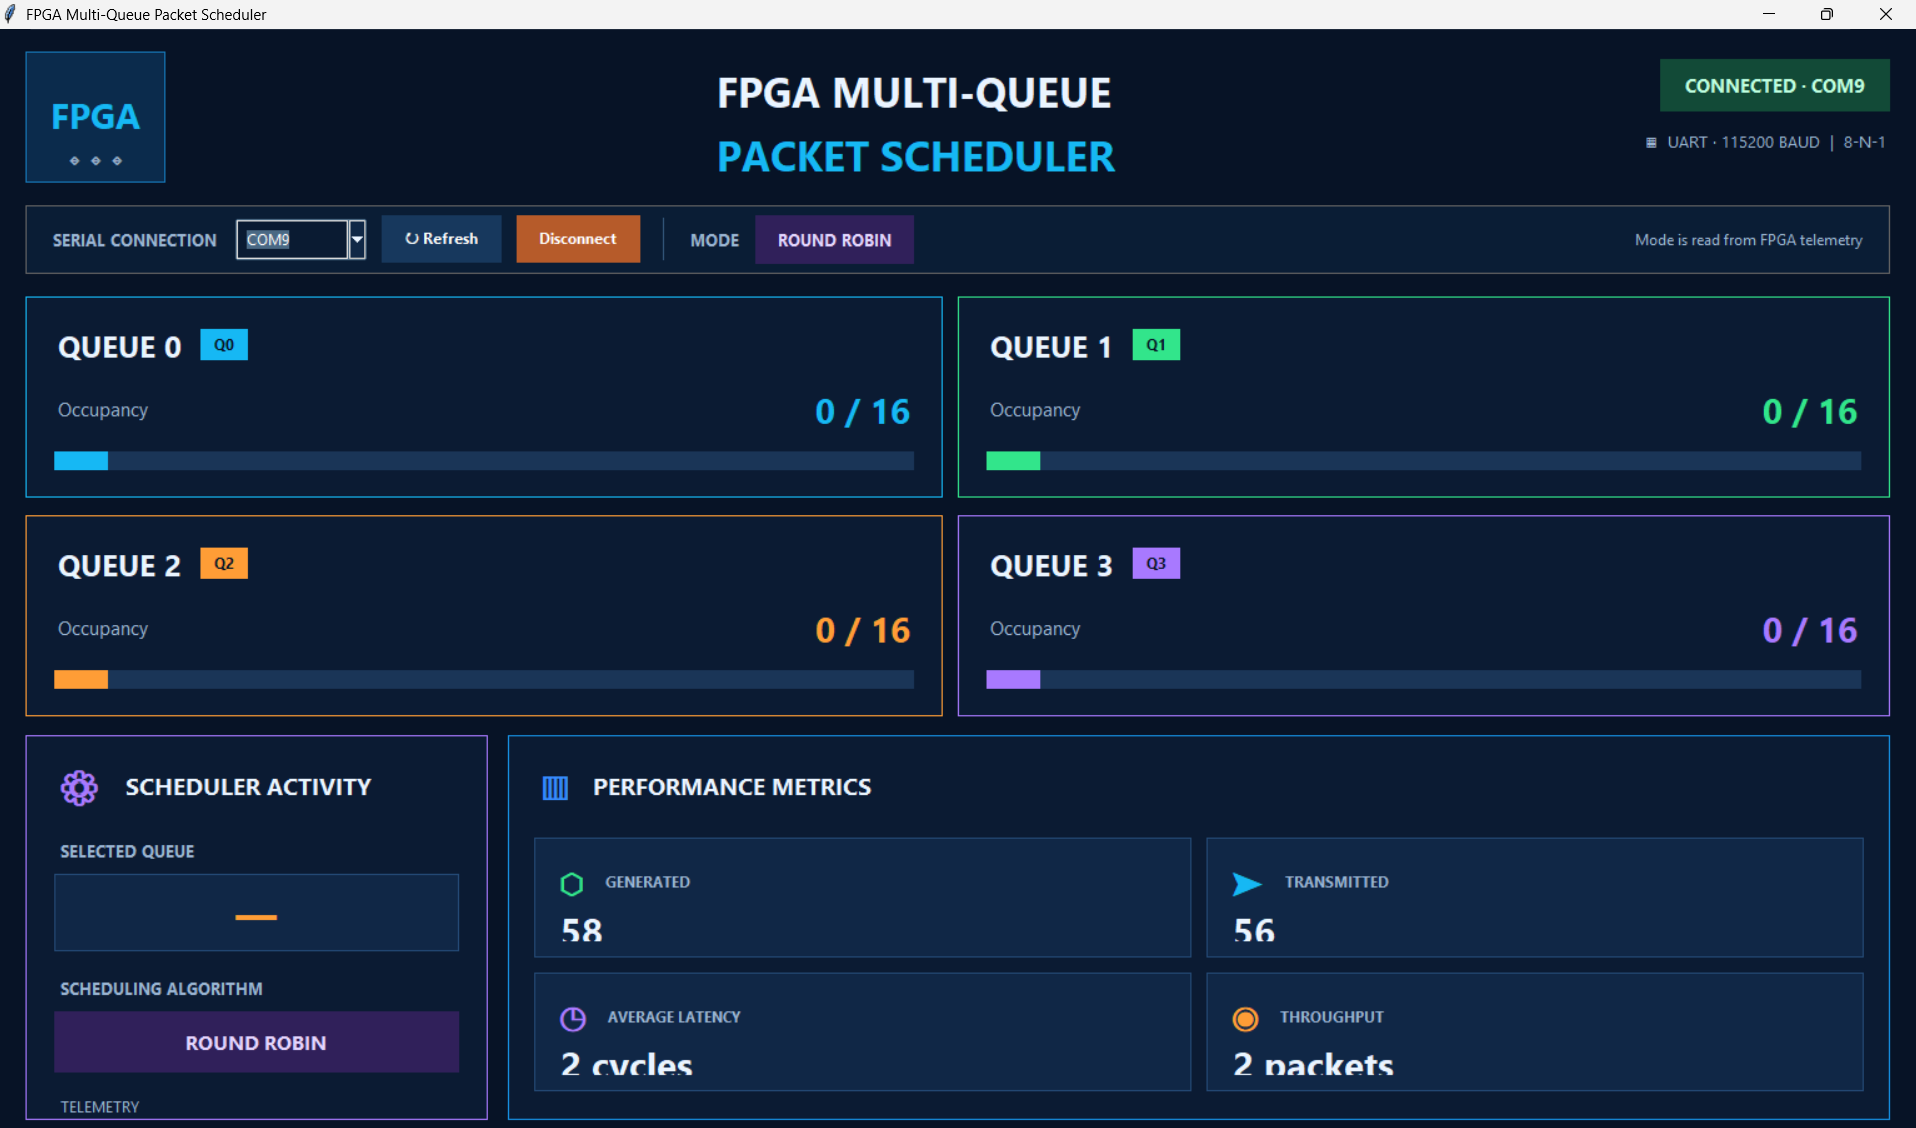 FPGA Multi-Queue Packet Scheduler
FPGA
FPGA MULTI-QUEUE
PACKET SCHEDULER
CONNECTED · COM9
UART · 115200 BAUD | 8-N-1
SERIAL CONNECTION
COM9
↻ Refresh
Disconnect
MODE
ROUND ROBIN
Mode is read from FPGA telemetry
QUEUE 0
Q0
Occupancy
0 / 16
QUEUE 1
Q1
Occupancy
0 / 16
QUEUE 2
Q2
Occupancy
0 / 16
QUEUE 3
Q3
Occupancy
0 / 16
SCHEDULER ACTIVITY
SELECTED QUEUE
—
SCHEDULING ALGORITHM
ROUND ROBIN
TELEMETRY
PERFORMANCE METRICS
GENERATED
58
TRANSMITTED
56
AVERAGE LATENCY
2 cycles
THROUGHPUT
2 packets